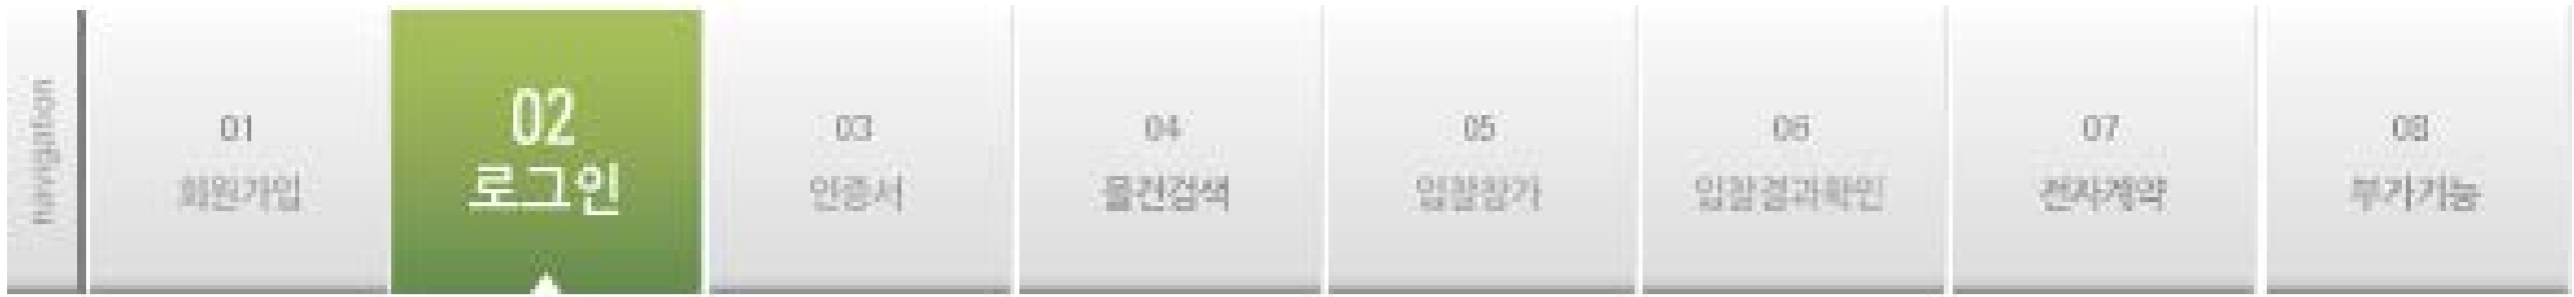 navigation
01
회원가입
02
로그인
03
인증서
04
물건검색
05
입찰참가
06
입찰결과확인
07
전자계약
08
부가기능